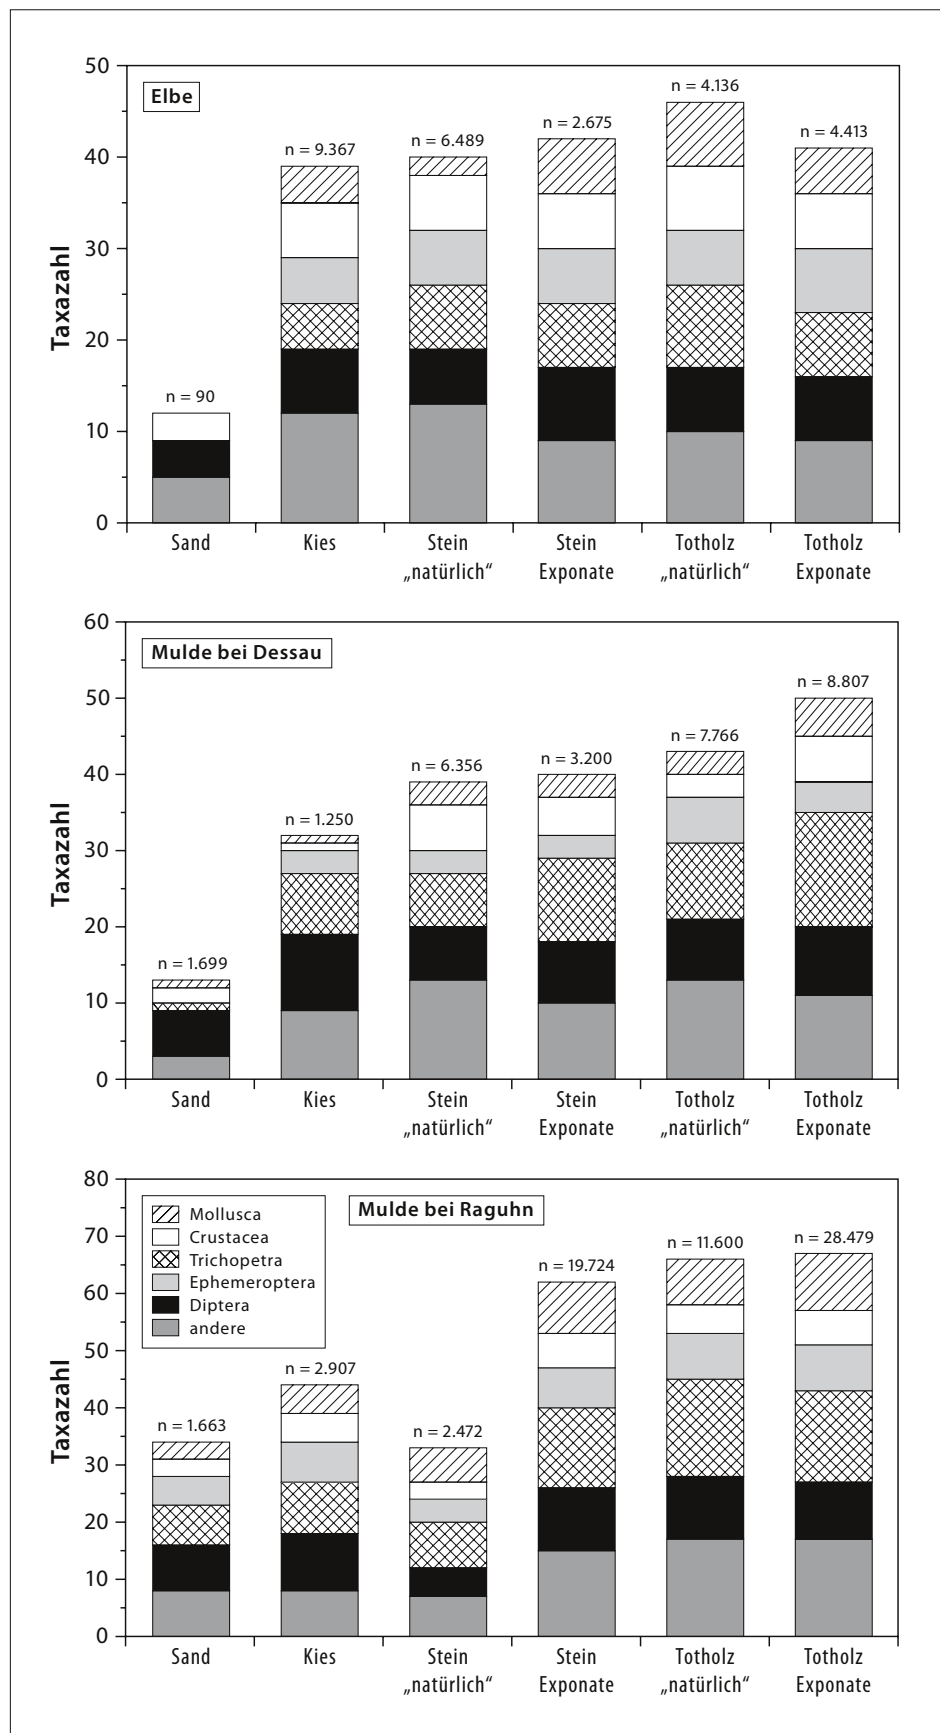 50
Elbe
n = 4.136
n = 2.675
n = 9.367
n = 6.489
n = 4.413
40
30
Taxazahl
20
n = 90
10
0
Sand
Kies
Stein
„natürlich“
Stein
Exponate
Totholz
„natürlich“
Totholz
Exponate
60
Mulde bei Dessau
n = 8.807
50
n = 7.766
n = 6.356
n = 3.200
40
n = 1.250
30
Taxazahl
20
n = 1.699
10
0
Sand
Kies
Stein
„natürlich“
Stein
Exponate
Totholz
„natürlich“
Totholz
Exponate
80
Mulde bei Raguhn
Mollusca
Crustacea
Trichopetra
Ephemeroptera
Diptera
andere
70
n = 19.724
n = 11.600
n = 28.479
60
50
n = 2.907
Taxazahl
40
n = 1.663
n = 2.472
30
20
10
0
Sand
Kies
Stein
„natürlich“
Stein
Exponate
Totholz
„natürlich“
Totholz
Exponate